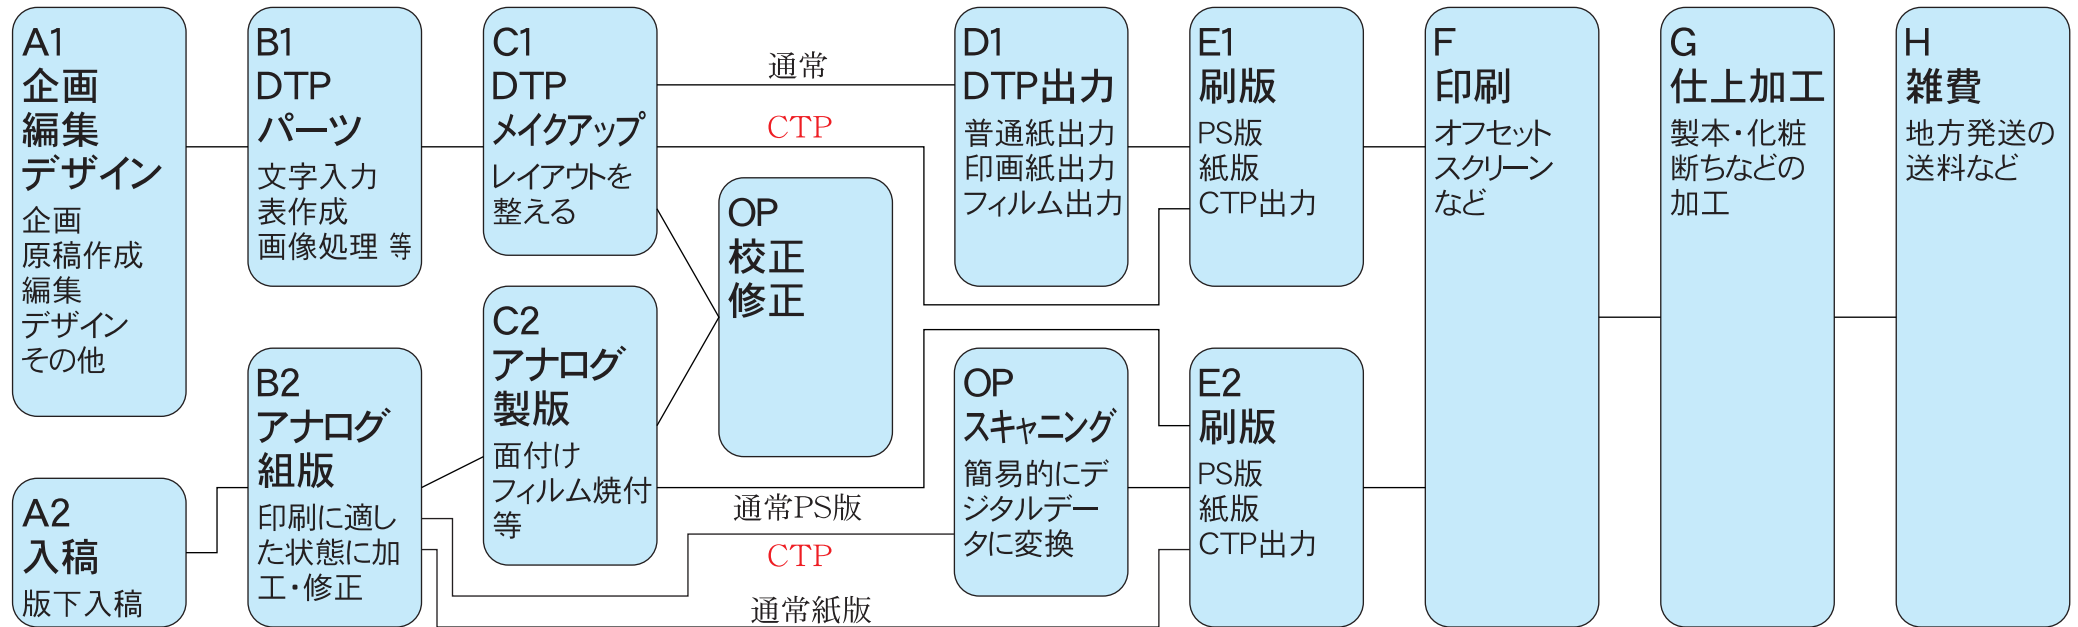 A1
企画
編集
デザイン
企画
原稿作成
編集
デザイン
その他
A2
入稿
版下入稿
B1
DTP
パーツ
文字入力
表作成
画像処理 等
B2
アナログ
組版
印刷に適し
た状態に加
工・修正
C1
DTP
メイクアップ
レイアウトを
整える
C2
アナログ
製版
面付け
フィルム焼付
等
通常
CTP
OP
校正
修正
通常PS版
CTP
通常紙版
D1
DTP出力
普通紙出力
印画紙出力
フィルム出力
OP
スキャニング
簡易的にデ
ジタルデー
タに変換
E1
刷版
PS版
紙版
CTP出力
E2
刷版
PS版
紙版
CTP出力
F
印刷
オフセット
スクリーン
など
G
仕上加工
製本・化粧
断ちなどの
加工
H
雑費
地方発送の
送料など